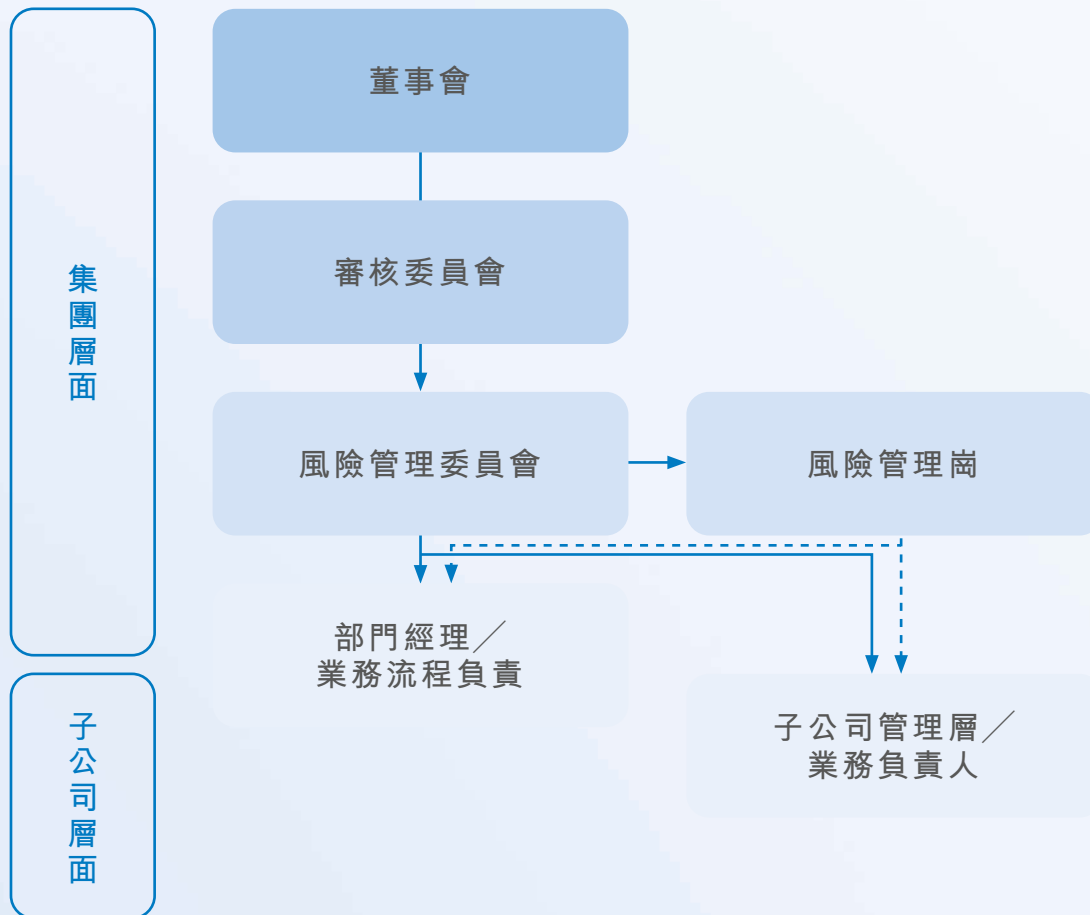 集團層面
董事會
審核委員會
風險管理委員會
風險管理崗
部門經理／
業務流程負責
子公司層面
子公司管理層／
業務負責人